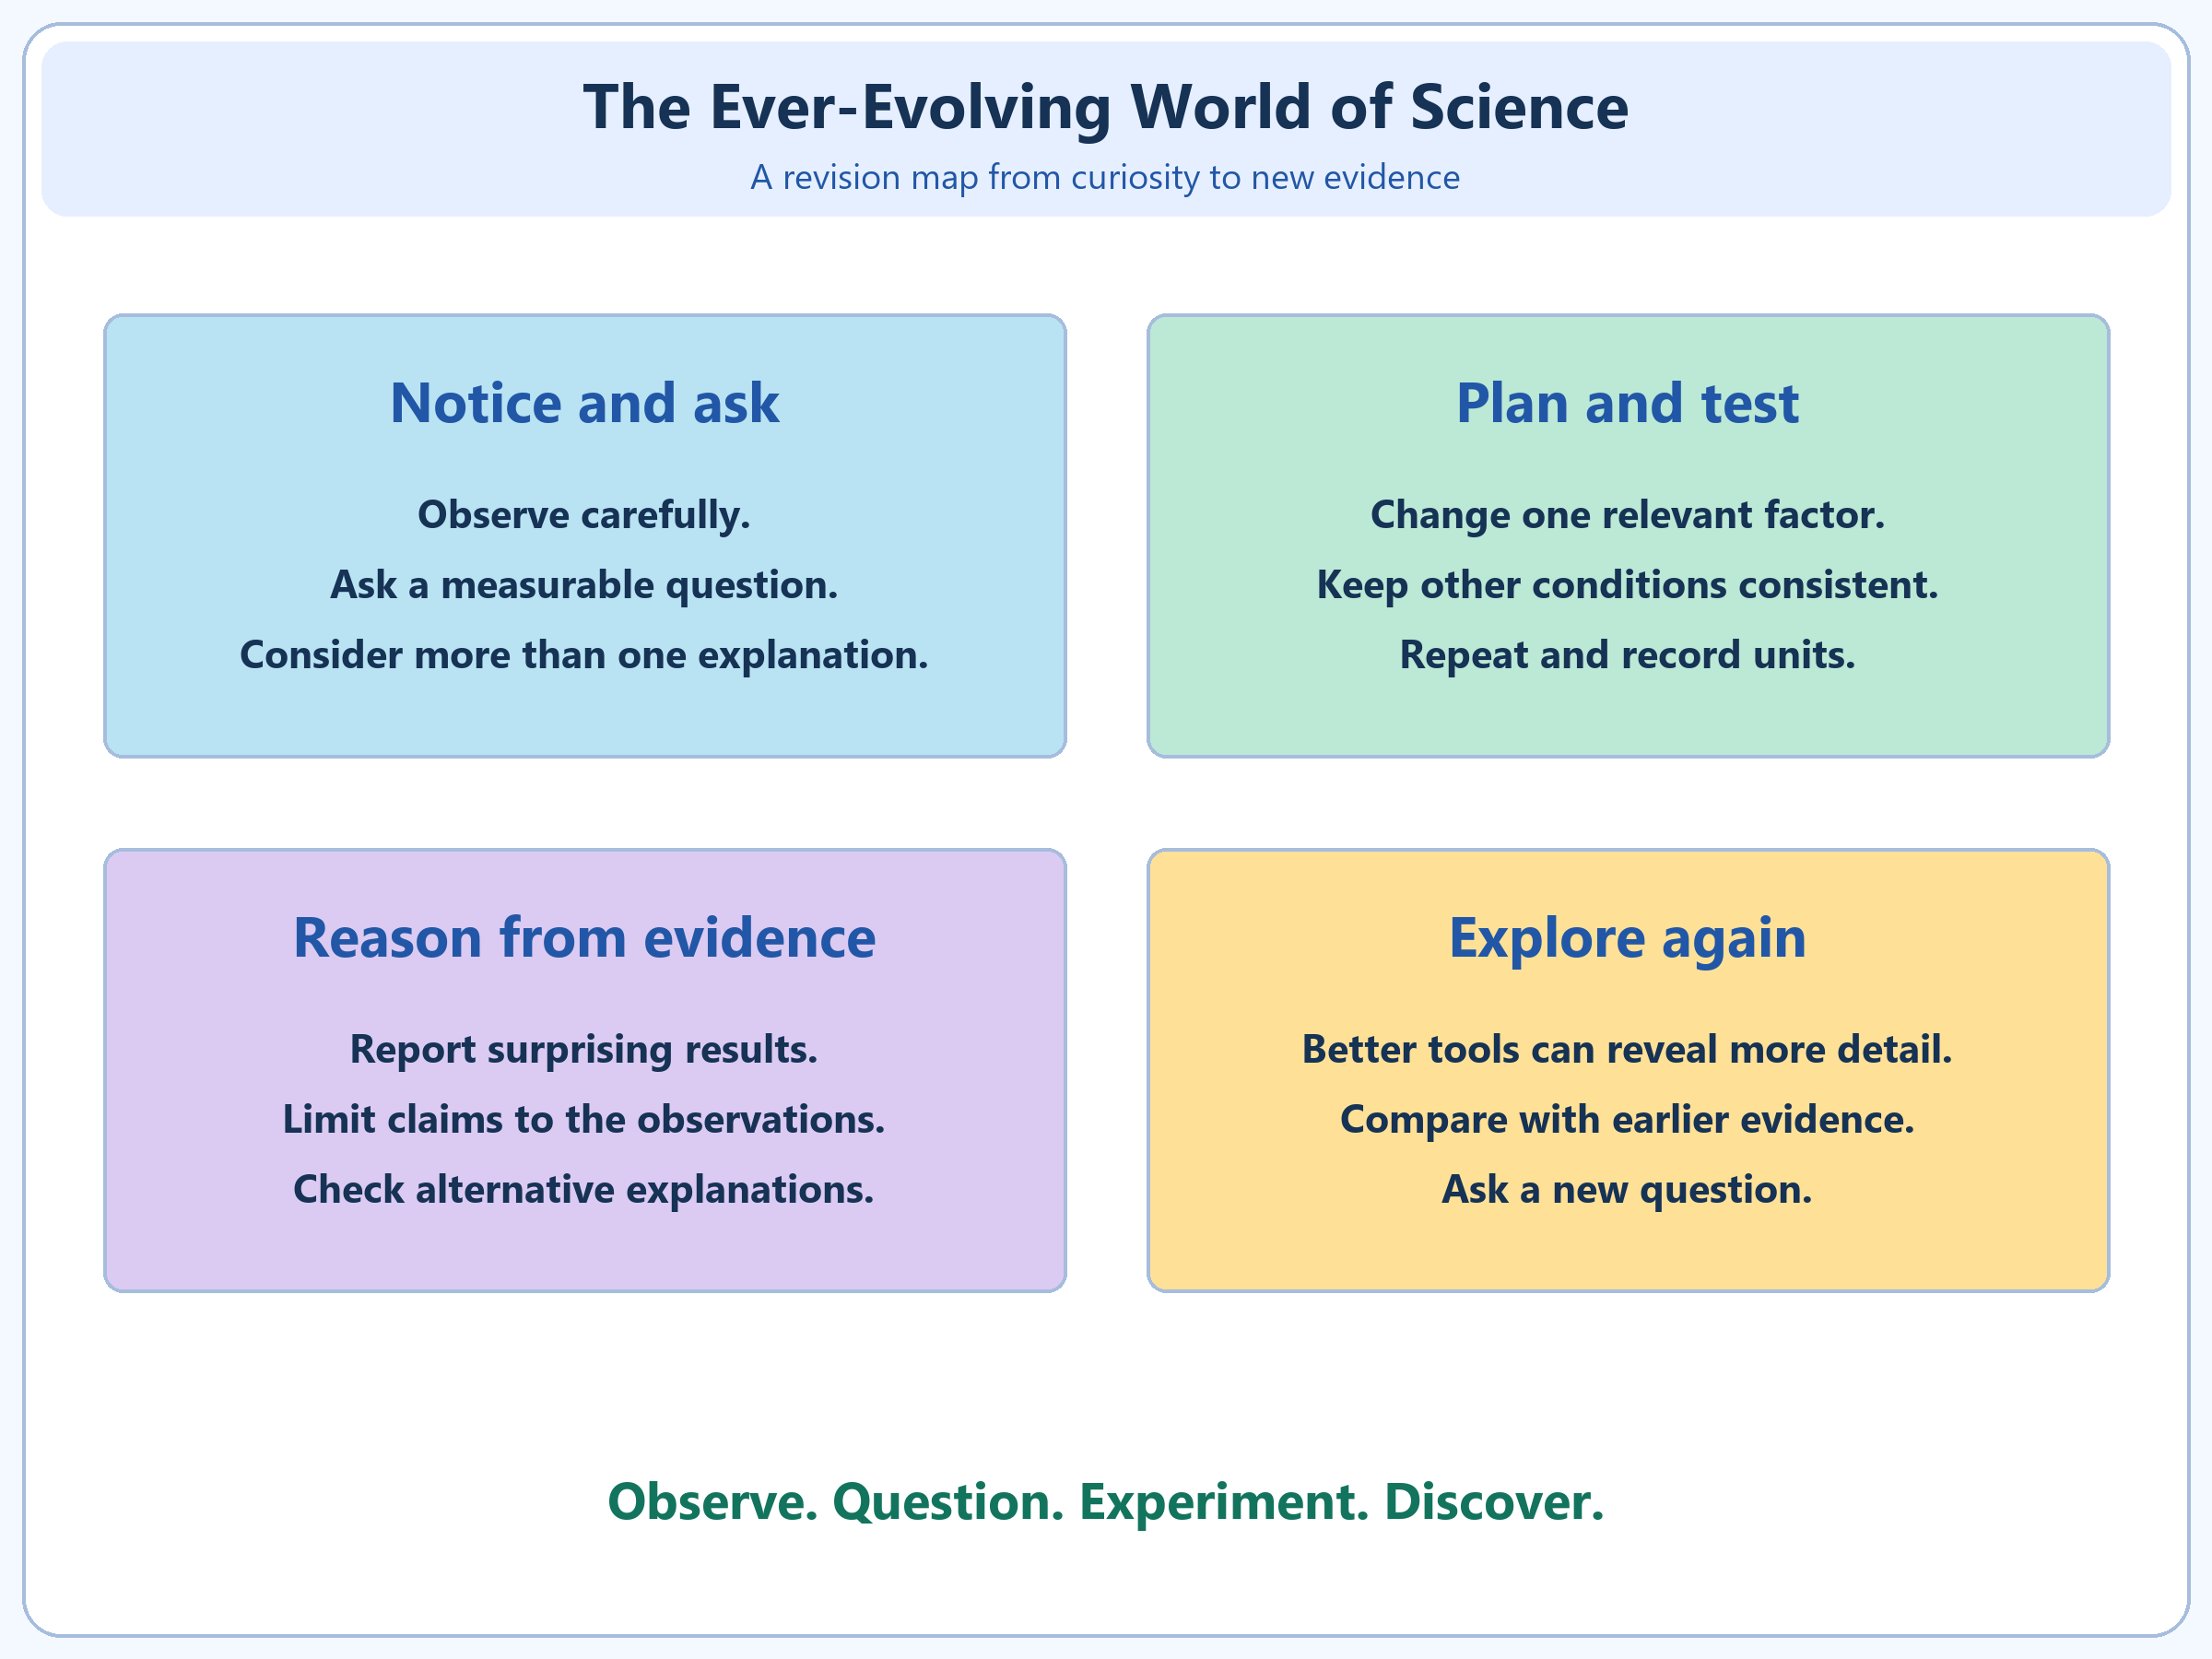 The Ever-Evolving World of Science
A revision map from curiosity to new evidence
Notice and ask
Observe carefully.
Ask a measurable question.
Consider more than one explanation.
Plan and test
Change one relevant factor.
Keep other conditions consistent.
Repeat and record units.
Reason from evidence
Report surprising results.
Limit claims to the observations.
Check alternative explanations.
Explore again
Better tools can reveal more detail.
Compare with earlier evidence.
Ask a new question.
Observe. Question. Experiment. Discover.